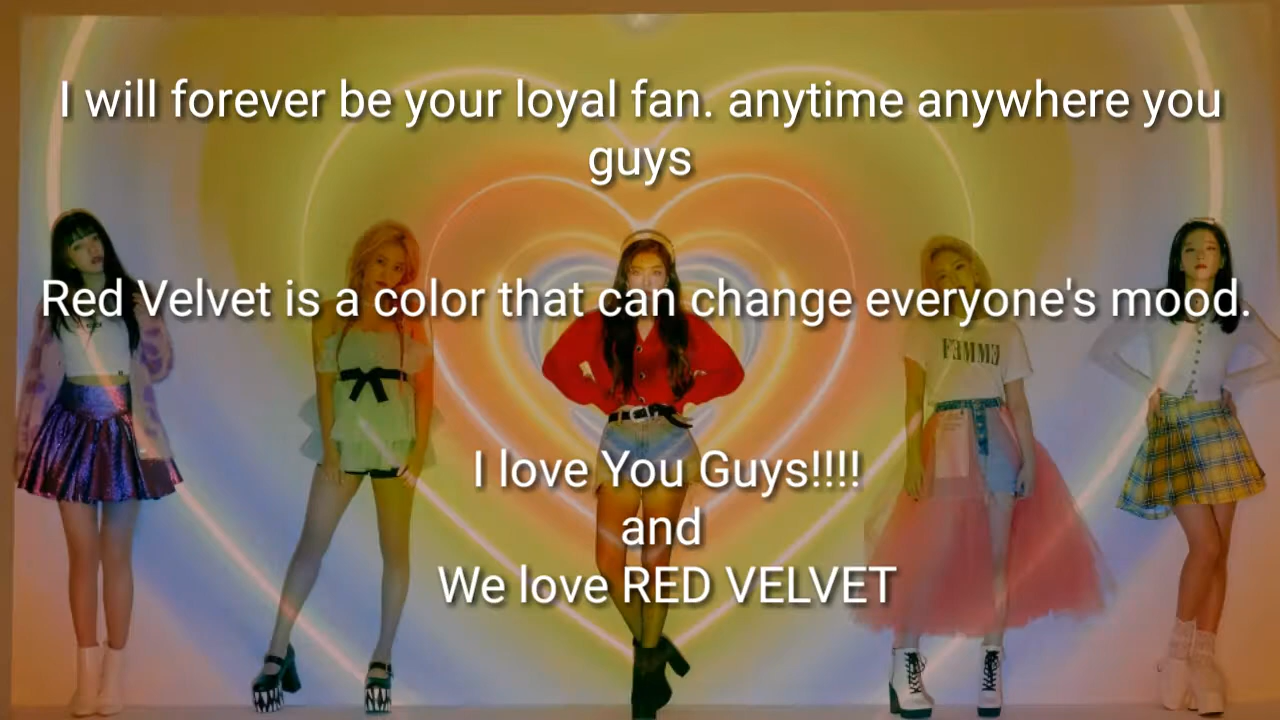 I will forever be your loyal fan. anytime anywhere you
guys
Red Velvet is a color that can change everyone's mood.
FEMME
I love You Guys!!!!
and
We love RED VELVET